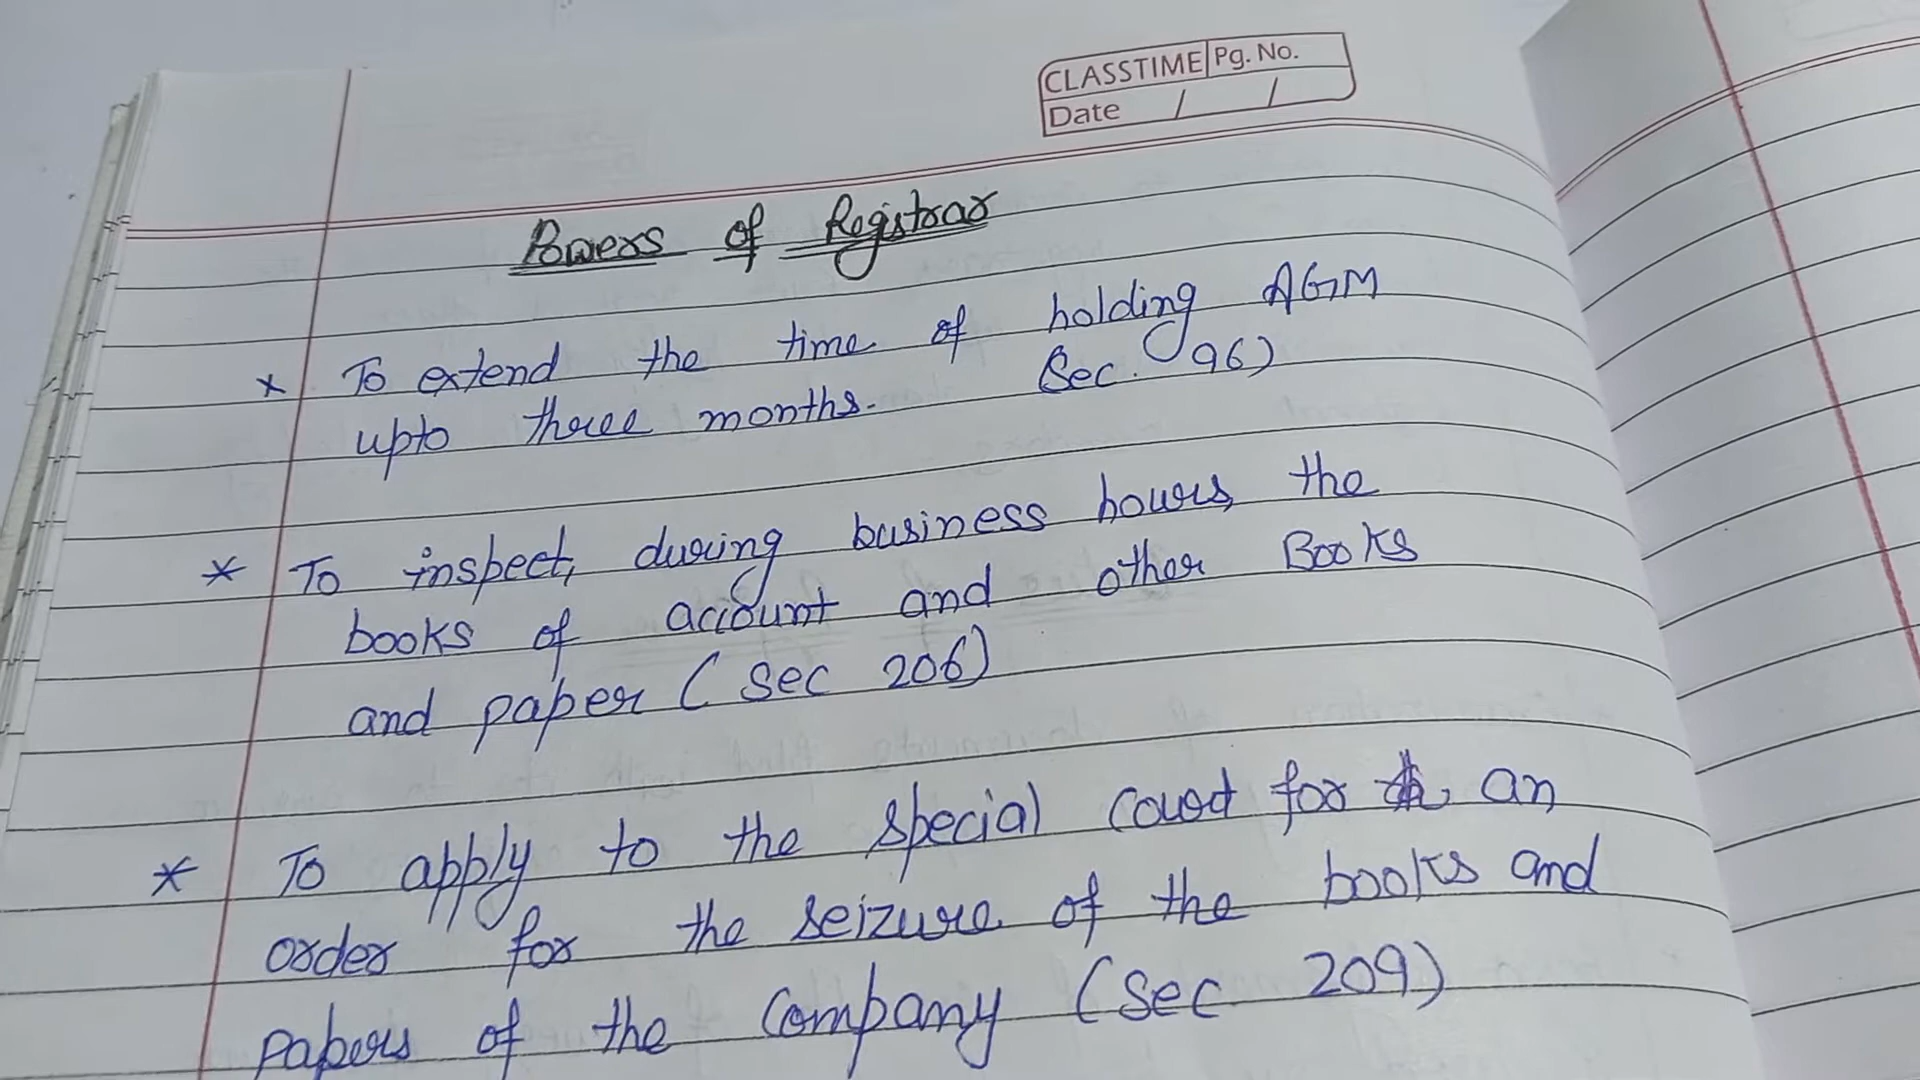 CLASSTIME Pg. No.
Date / /
Powers of Registrar
* To extend the time of holding AGM
upto three months. (Sec. 96)
* To inspect, during business hours, the
books of account and other Books
and paper (Sec 206)
* To apply to the special court for an
order for the seizure of the books and
papers of the Company (Sec 209)